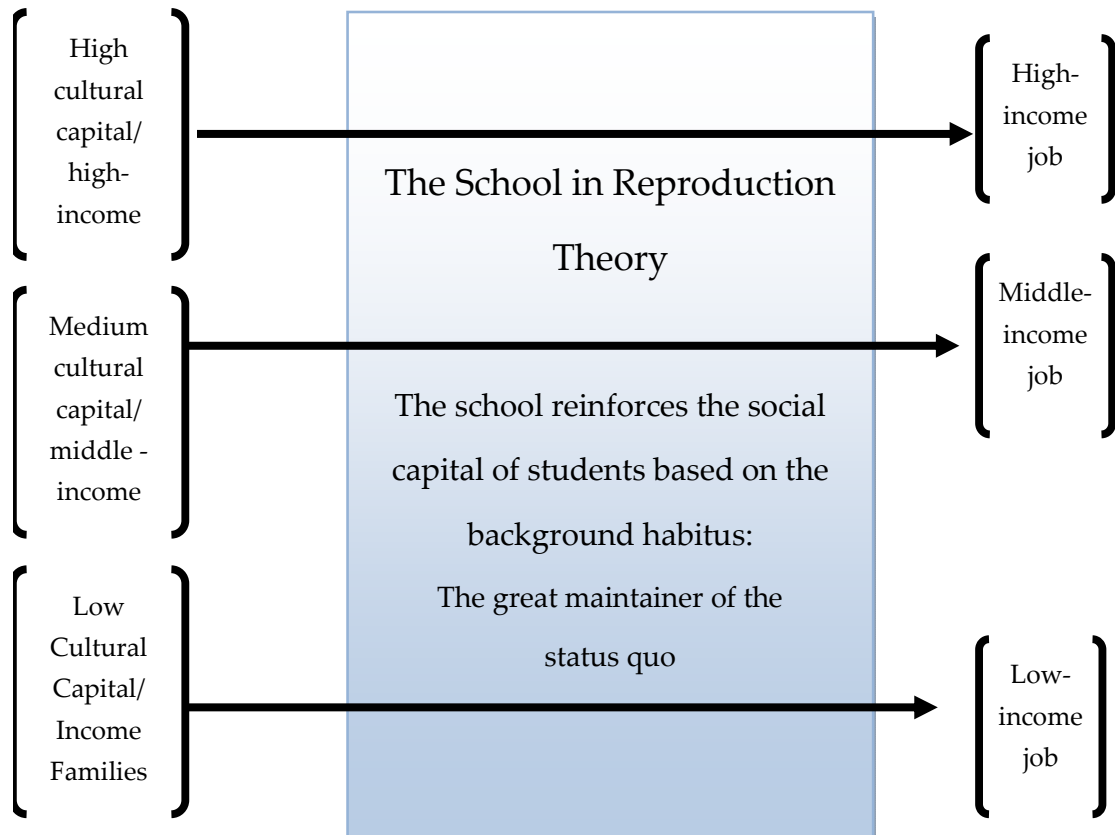 High
cultural
capital/
high-
income
Medium
cultural
capital/
middle -
income
Low
Cultural
Capital/
Income
Families
The School in Reproduction
Theory
The school reinforces the social
capital of students based on the
background habitus:
The great maintainer of the
status quo
High-
income
job
Middle-
income
job
Low-
income
job